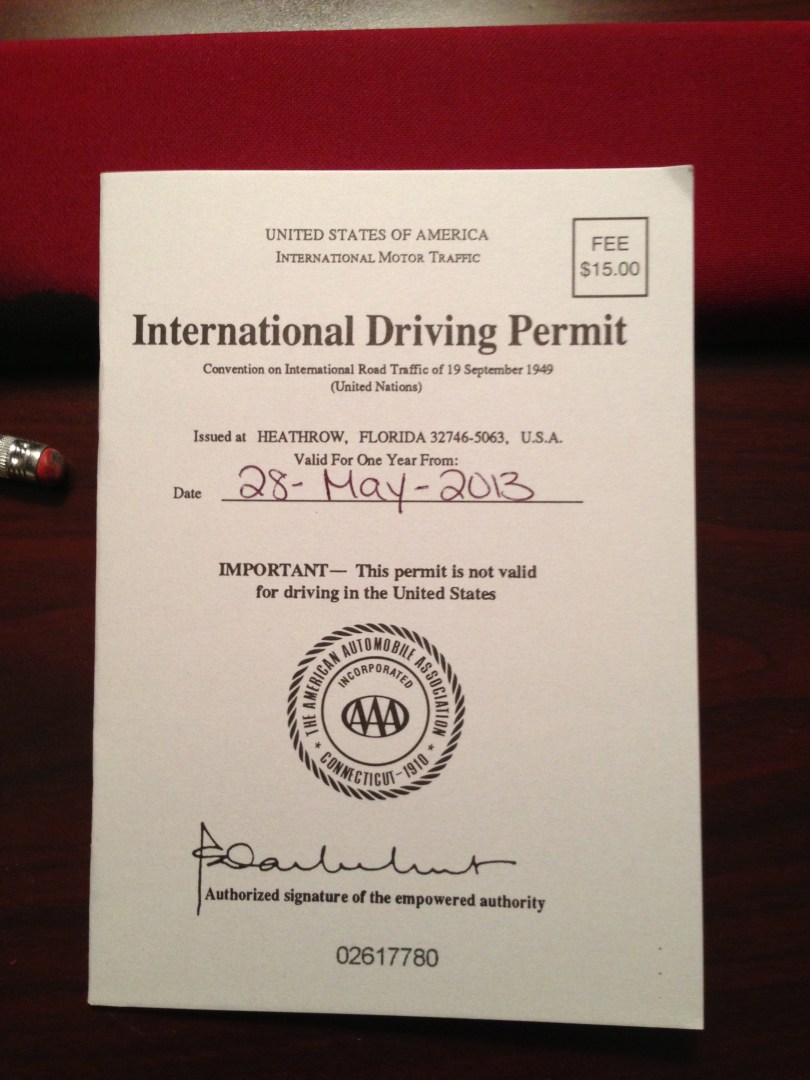 UNITED STATES OF AMERICA
INTERNATIONAL MOTOR TRAFFIC
FEE
$15.00
International Driving Permit
Convention on International Road Traffic of 19 September 1949
(United Nations)
Issued at HEATHROW, FLORIDA 32746-5063, U.S.A.
Valid For One Year From:
Date 28-May-2013
IMPORTANT— This permit is not valid
for driving in the United States
THE AMERICAN AUTOMOBILE ASSOCIATION
INCORPORATED
AAA
★ CONNECTICUT-1910 ★
Authorized signature of the empowered authority
02617780